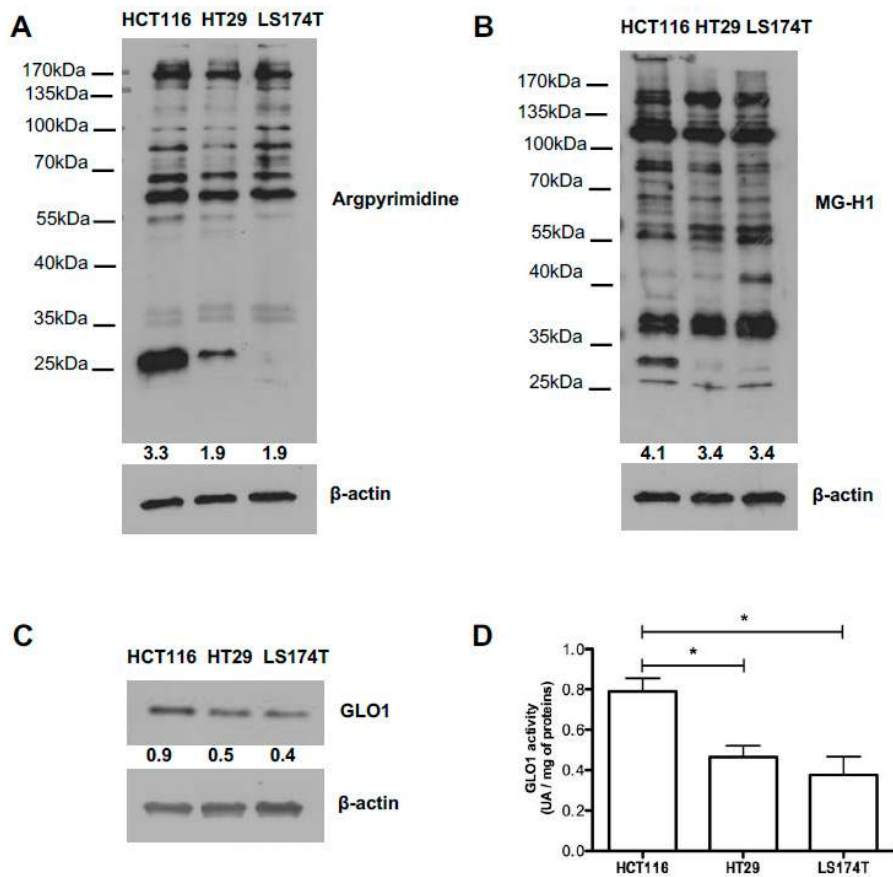 A
HCT116 HT29 LS174T
170kDa
135kDa
100kDa
70kDa
55kDa
40kDa
35kDa
25kDa
Argpyrimidine
3.3 1.9 1.9
β-actin
B
HCT116 HT29 LS174T
170kDa
135kDa
100kDa
70kDa
55kDa
40kDa
35kDa
25kDa
MG-H1
4.1 3.4 3.4
β-actin
C
HCT116 HT29 LS174T
GLO1
0.9 0.5 0.4
β-actin
D
*
*
GLO1 activity
(UA / mg of proteins)
1.0
0.8
0.6
0.4
0.2
0.0
HCT116 HT29 LS174T